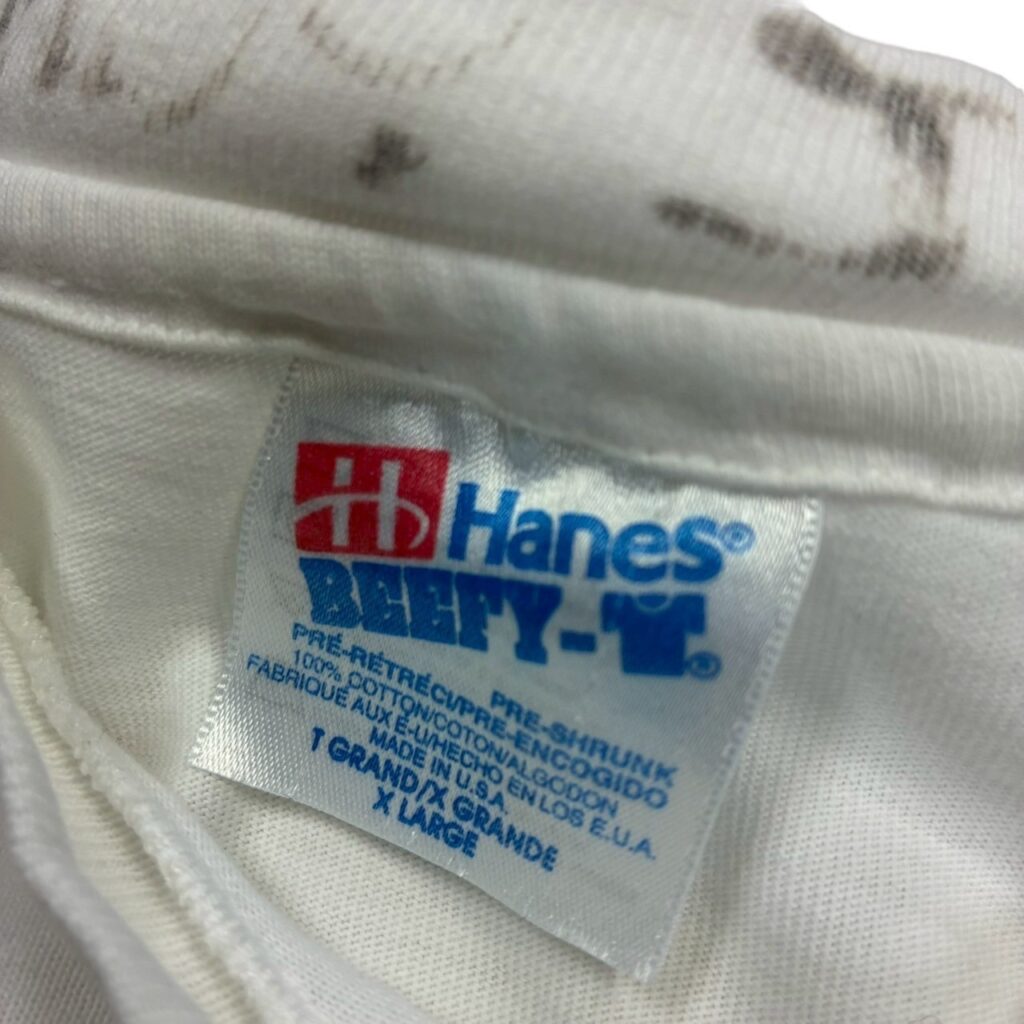 H Hanes®
BEEFY-T®
PRE-SHRUNK
PRÉ-RÉTRÉCI/PRE-ENCOGIDO
100% COTTON/COTON/ALGODON
FABRIQUÉ AUX É-U/HECHO EN LOS E.U.A.
MADE IN U.S.A.
T GRAND/X GRANDE
X LARGE